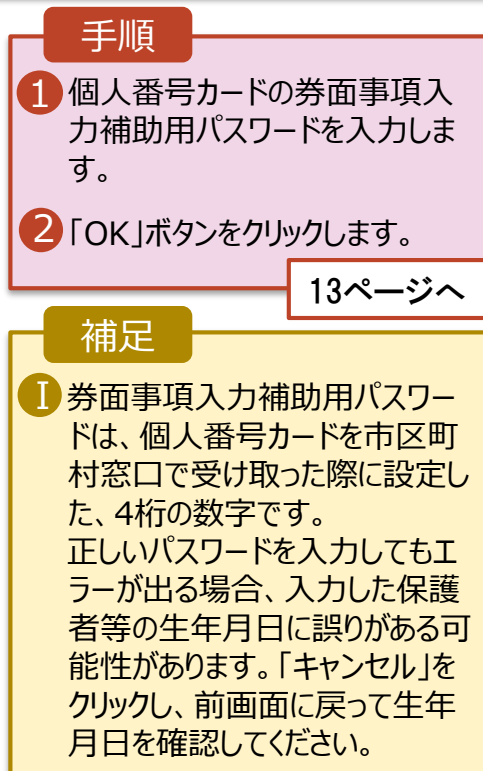 手順
1 個人番号カードの券面事項入
力補助用パスワードを入力しま
す。
2 「OK」ボタンをクリックします。
13ページへ
補足
I 券面事項入力補助用パスワー
ドは、個人番号カードを市区町
村窓口で受け取った際に設定し
た、4桁の数字です。
正しいパスワードを入力してもエ
ラーが出る場合、入力した保護
者等の生年月日に誤りがある可
能性があります。「キャンセル」を
クリックし、前画面に戻って生年
月日を確認してください。